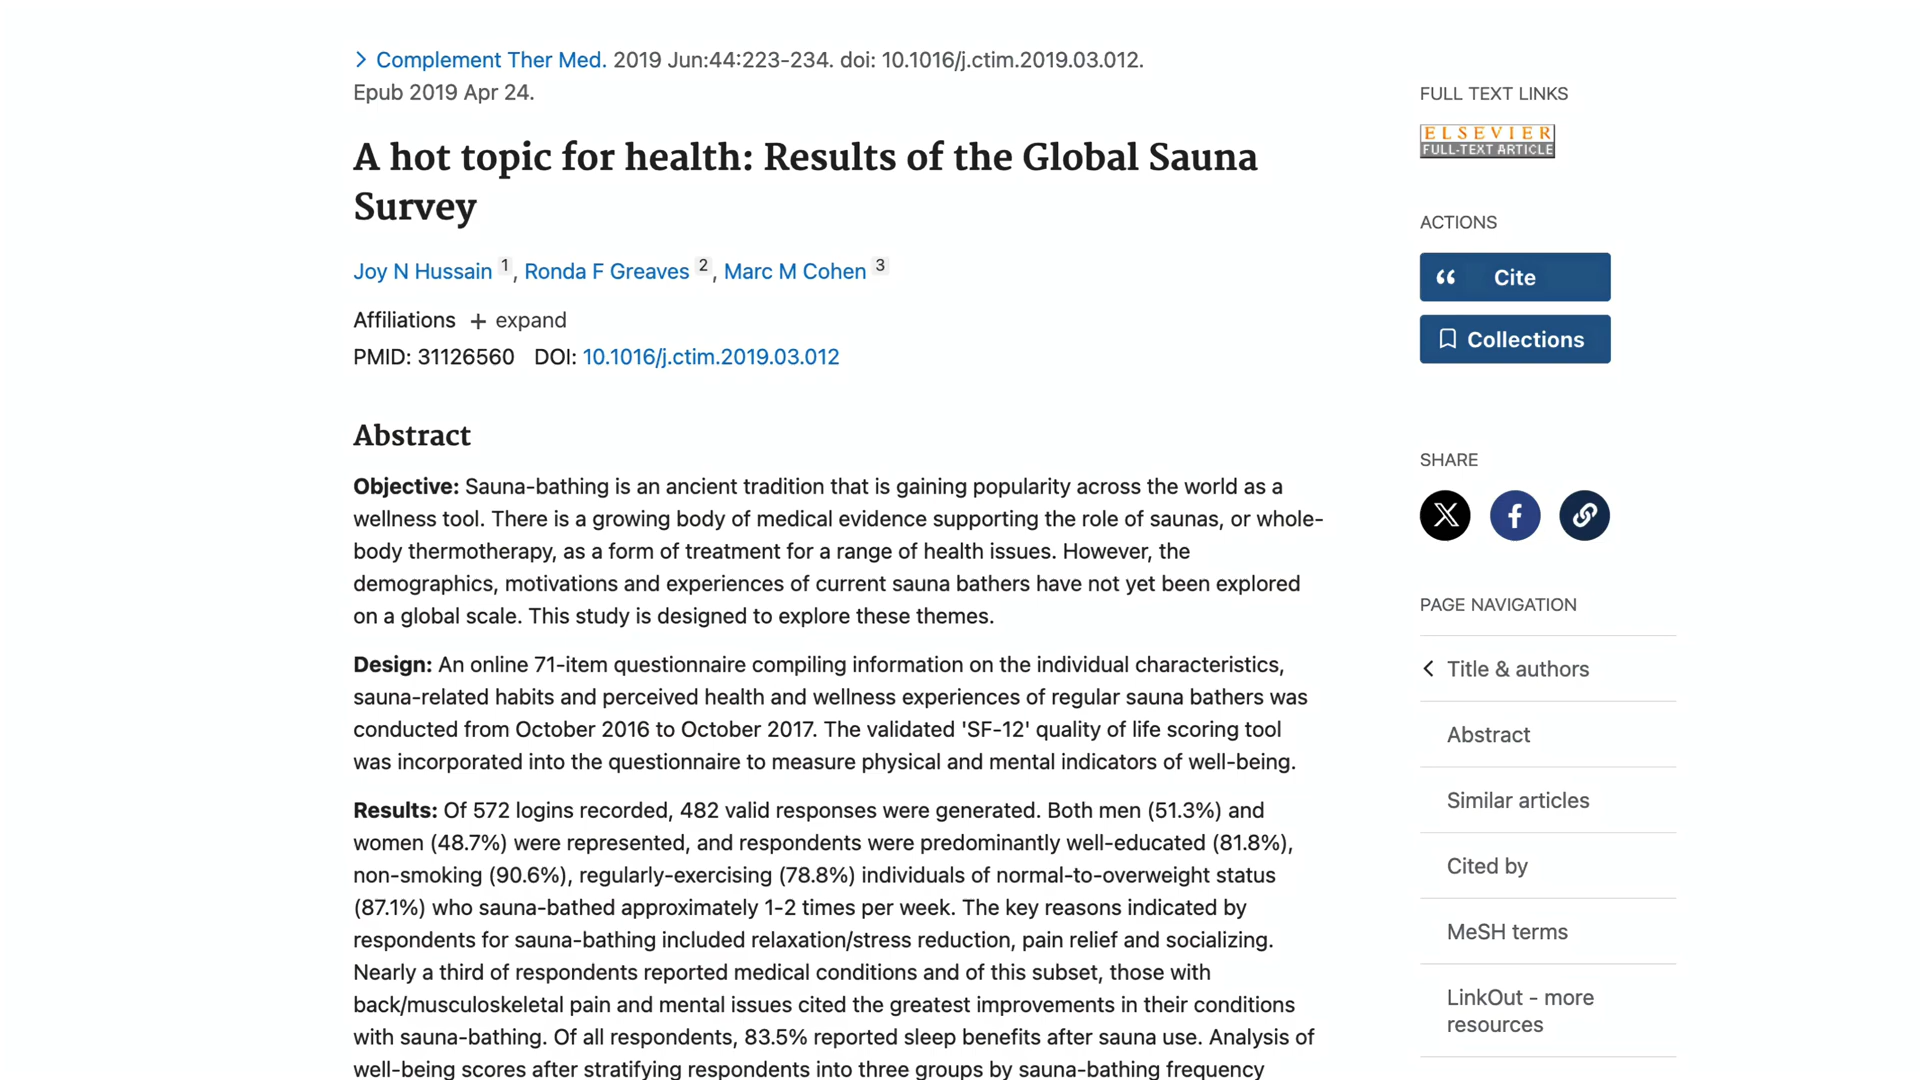 Complement Ther Med. 2019 Jun:44:223-234. doi: 10.1016/j.ctim.2019.03.012.
Epub 2019 Apr 24.
A hot topic for health: Results of the Global Sauna
Survey
Joy N Hussain 1, Ronda F Greaves 2, Marc M Cohen 3
Affiliations + expand
PMID: 31126560 DOI: 10.1016/j.ctim.2019.03.012
Abstract
Objective: Sauna-bathing is an ancient tradition that is gaining popularity across the world as a
wellness tool. There is a growing body of medical evidence supporting the role of saunas, or whole-
body thermotherapy, as a form of treatment for a range of health issues. However, the
demographics, motivations and experiences of current sauna bathers have not yet been explored
on a global scale. This study is designed to explore these themes.
Design: An online 71-item questionnaire compiling information on the individual characteristics,
sauna-related habits and perceived health and wellness experiences of regular sauna bathers was
conducted from October 2016 to October 2017. The validated 'SF-12' quality of life scoring tool
was incorporated into the questionnaire to measure physical and mental indicators of well-being.
Results: Of 572 logins recorded, 482 valid responses were generated. Both men (51.3%) and
women (48.7%) were represented, and respondents were predominantly well-educated (81.8%),
non-smoking (90.6%), regularly-exercising (78.8%) individuals of normal-to-overweight status
(87.1%) who sauna-bathed approximately 1-2 times per week. The key reasons indicated by
respondents for sauna-bathing included relaxation/stress reduction, pain relief and socializing.
Nearly a third of respondents reported medical conditions and of this subset, those with
back/musculoskeletal pain and mental issues cited the greatest improvements in their conditions
with sauna-bathing. Of all respondents, 83.5% reported sleep benefits after sauna use. Analysis of
well-being scores after stratifying respondents into three groups by sauna-bathing frequency
FULL TEXT LINKS
ELSEVIER
FULL-TEXT ARTICLE
ACTIONS
Cite
Collections
SHARE
PAGE NAVIGATION
Title & authors
Abstract
Similar articles
Cited by
MeSH terms
LinkOut - more
resources